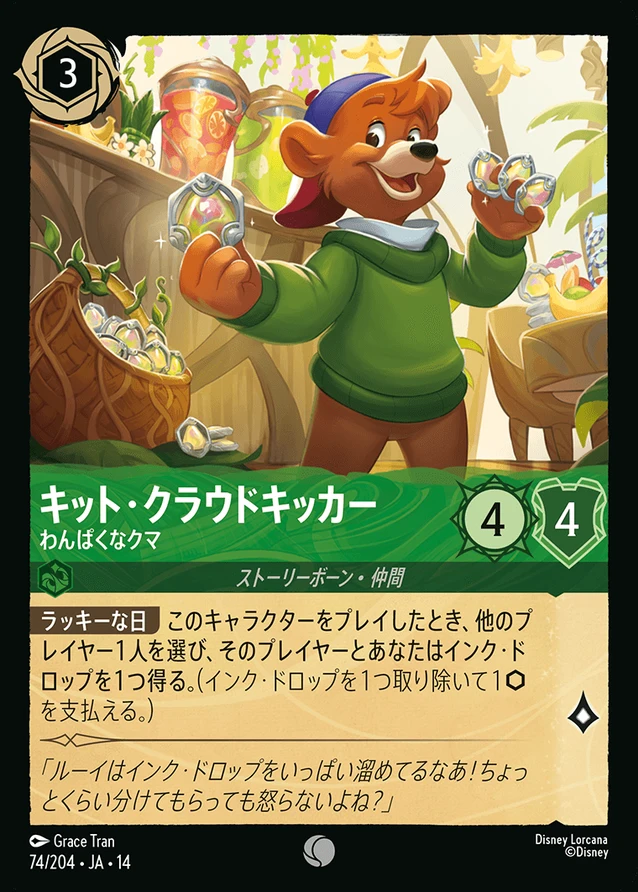 3
キット・クラウドキッカー
わんぱくなクマ
4
4
ストーリーボーン・仲間
ラッキーな日 このキャラクターをプレイしたとき、他のプ
レイヤー1人を選び、そのプレイヤーとあなたはインク・ド
ロップを1つ得る。(インク・ドロップを1つ取り除いて1⬡
を支払える。)
「ルーイはインク・ドロップをいっぱい溜めてるなあ!ちょっ
とくらい分けてもらっても怒らないよね?」
Grace Tran
74/204・JA・14
Disney Lorcana
©Disney